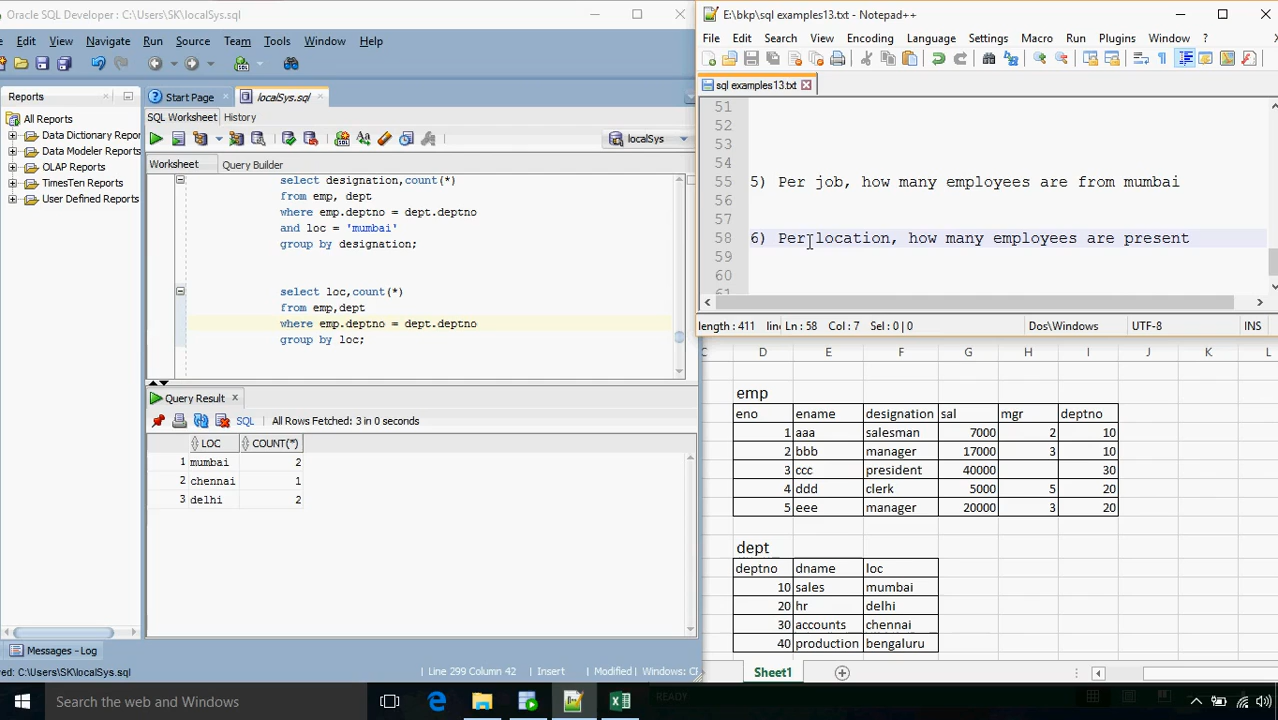 Oracle SQL Developer: C:\Users\SK\localSys.sql
Edit View Navigate Run Source Team Tools Window Help
Reports
Start Page
localSys.sql
All Reports
Data Dictionary Repor
Data Modeler Reports
OLAP Reports
TimesTen Reports
User Defined Reports
SQL Worksheet History
localSys
Worksheet Query Builder
select designation,count(*)
from emp, dept
where emp.deptno = dept.deptno
and loc = 'mumbai'
group by designation;
select loc,count(*)
from emp,dept
where emp.deptno = dept.deptno
group by loc;
Query Result
SQL All Rows Fetched: 3 in 0 seconds
LOC COUNT(*)
1 mumbai 2
2 chennai 1
3 delhi 2
Messages - Log
Line 299 Column 42 Insert Modified Windows: CF
E:\bkp\sql examples13.txt - Notepad++
File Edit Search View Encoding Language Settings Macro Run Plugins Window ?
sql examples13.txt
51
52
53
54
55 5) Per job, how many employees are from mumbai
56
57
58 6) Per location, how many employees are present
59
60
61
length : 411 Ln : 58 Col : 7 Sel : 0 | 0 Dos\Windows UTF-8 INS
C D E F G H I J K L
emp
eno ename designation sal mgr deptno
1 aaa salesman 7000 2 10
2 bbb manager 17000 3 10
3 ccc president 40000 30
4 ddd clerk 5000 5 20
5 eee manager 20000 3 20
dept
deptno dname loc
10 sales mumbai
20 hr delhi
30 accounts chennai
40 production bengaluru
Sheet1
READY
Search the web and Windows